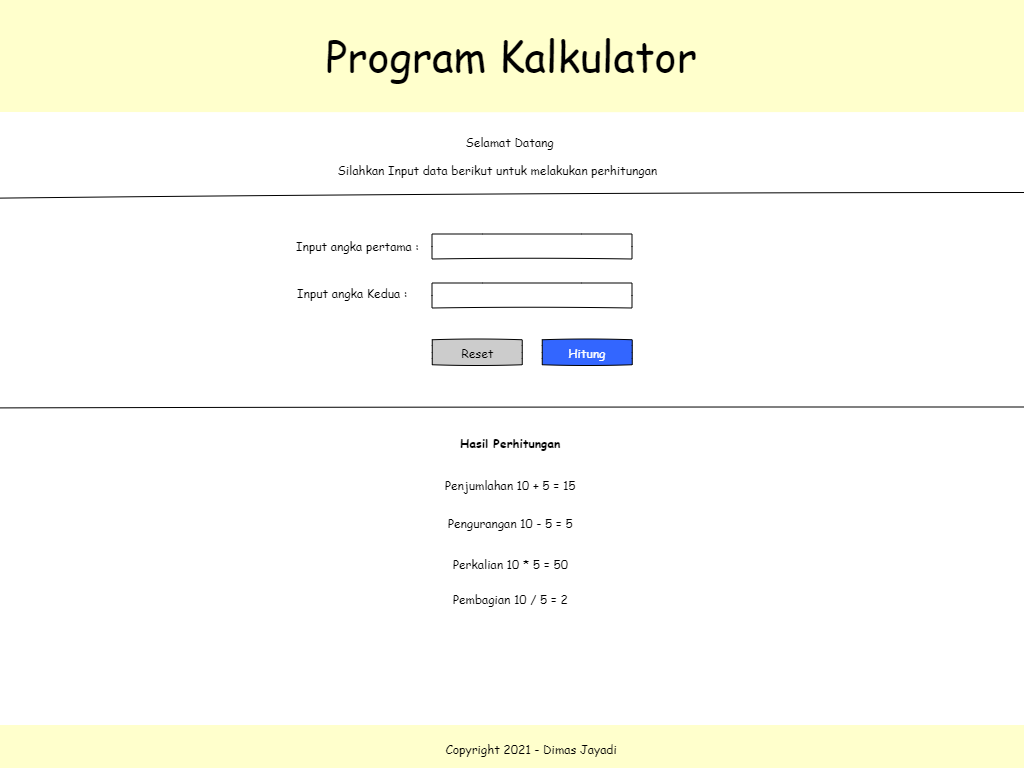 Program Kalkulator
Selamat Datang
Silahkan Input data berikut untuk melakukan perhitungan
Input angka pertama :
Input angka Kedua :
Reset Hitung
Hasil Perhitungan
Penjumlahan 10 + 5 = 15
Pengurangan 10 - 5 = 5
Perkalian 10 * 5 = 50
Pembagian 10 / 5 = 2
Copyright 2021 - Dimas Jayadi